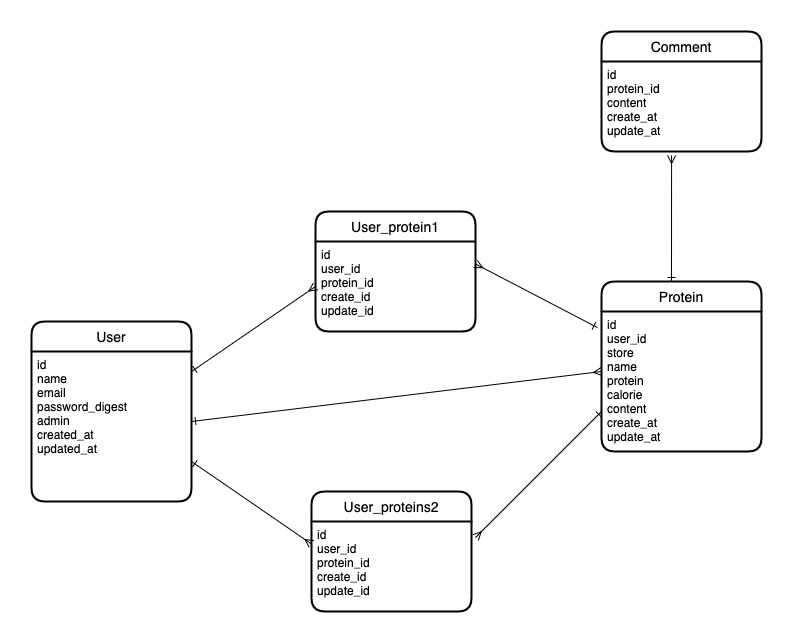 Comment
id
protein_id
content
create_at
update_at
User_protein1
id
user_id
protein_id
create_id
update_id
Protein
id
user_id
store
name
protein
calorie
content
create_at
update_at
User
id
name
email
password_digest
admin
created_at
updated_at
User_proteins2
id
user_id
protein_id
create_id
update_id